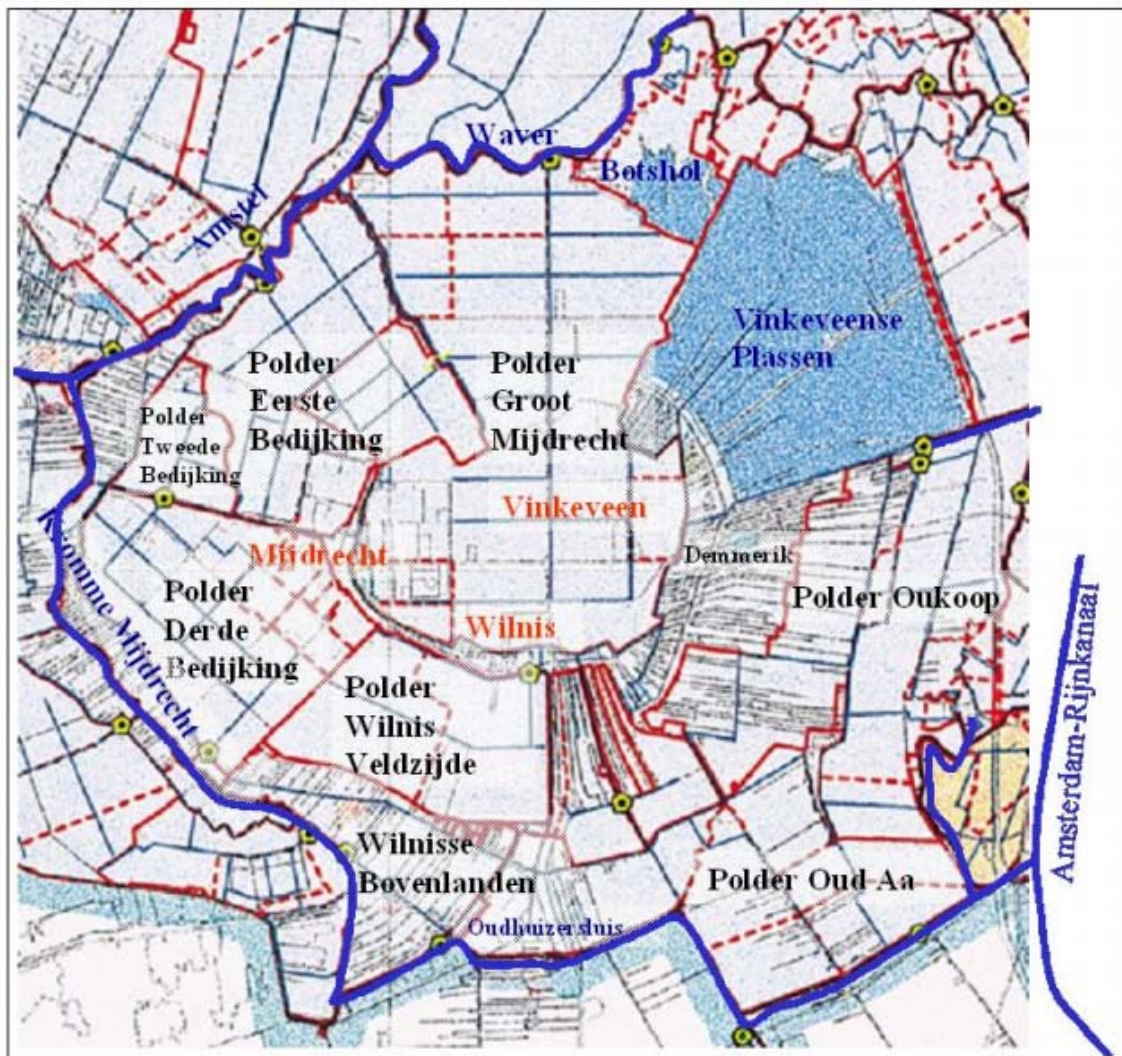 Waver
Botshol
Amstel
Vinkeveense
Plassen
Polder
Eerste
Bedijking
Polder
Groot
Mijdrecht
Polder
Tweede
Bedijking
Vinkeveen
Mijdrecht
Demmerik
Kromme Mijdrecht
Polder
Derde
Bedijking
Polder Oukoop
Wilnis
Polder
Wilnis
Veldzijde
Amsterdam-Rijnkanaal
Wilnisse
Bovenlanden
Polder Oud Aa
Oudhuizersluis